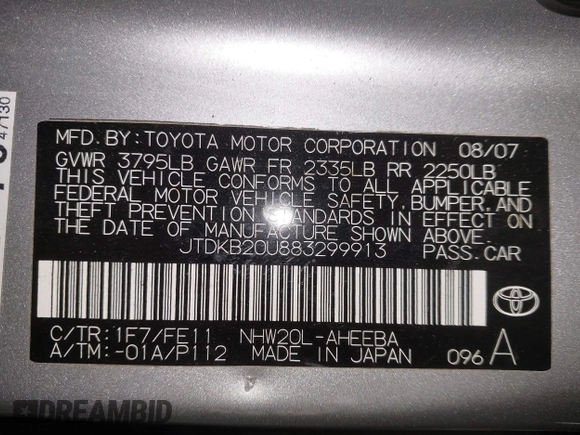 47130
MFD.BY:TOYOTA MOTOR CORPORATION 08/07
GVWR 3795LB GAWR FR 2335LB RR 2250LB
THIS VEHICLE CONFORMS TO ALL APPLICABLE
FEDERAL MOTOR VEHICLE SAFETY,BUMPER,AND
THEFT PREVENTION STANDARDS IN EFFECT ON
THE DATE OF MANUFACTURE SHOWN ABOVE.
JTDKB20U883299913 PASS.CAR
C/TR:1F7/FE11 NHW20L-AHEEBA
A/TM:-01A/P112 MADE IN JAPAN 096 A
DREAMBID